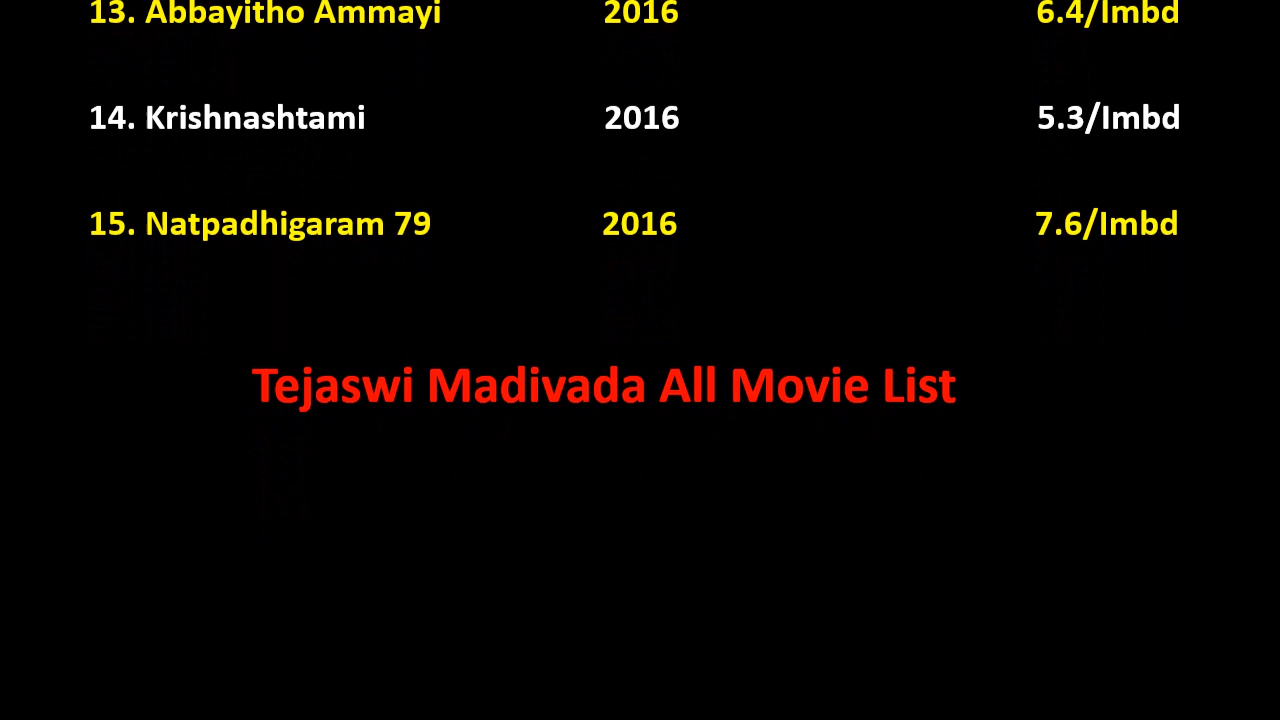 13. Abbayitho Ammayi 2016 6.4/Imbd
14. Krishnashtami 2016 5.3/Imbd
15. Natpadhigaram 79 2016 7.6/Imbd
Tejaswi Madivada All Movie List